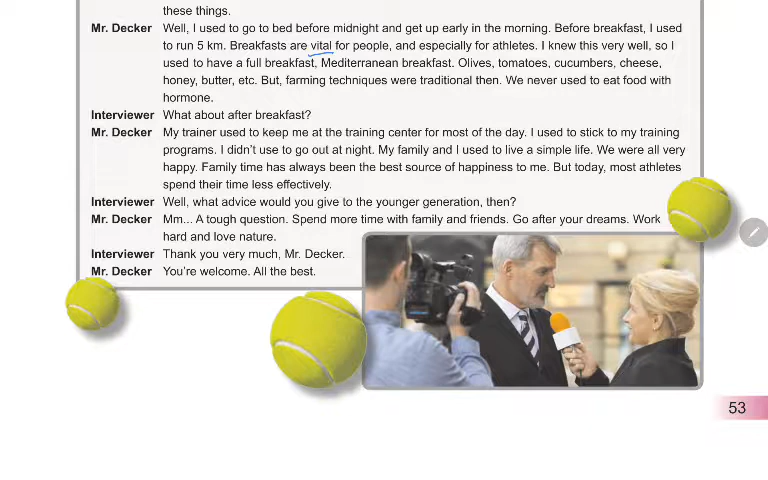 these things.
Mr. Decker Well, I used to go to bed before midnight and get up early in the morning. Before breakfast, I used
to run 5 km. Breakfasts are vital for people, and especially for athletes. I knew this very well, so I
used to have a full breakfast, Mediterranean breakfast. Olives, tomatoes, cucumbers, cheese,
honey, butter, etc. But, farming techniques were traditional then. We never used to eat food with
hormone.
Interviewer What about after breakfast?
Mr. Decker My trainer used to keep me at the training center for most of the day. I used to stick to my training
programs. I didn't use to go out at night. My family and I used to live a simple life. We were all very
happy. Family time has always been the best source of happiness to me. But today, most athletes
spend their time less effectively.
Interviewer Well, what advice would you give to the younger generation, then?
Mr. Decker Mm... A tough question. Spend more time with family and friends. Go after your dreams. Work
hard and love nature.
Interviewer Thank you very much, Mr. Decker.
Mr. Decker You're welcome. All the best.
53